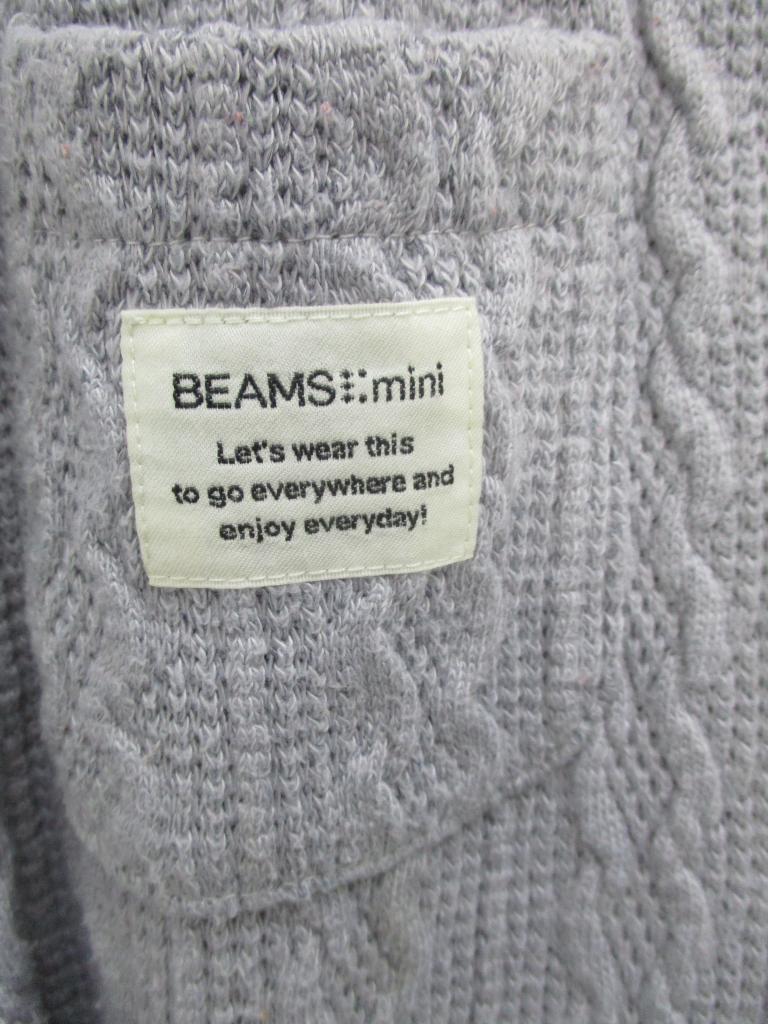 BEAMS mini
Let's wear this
to go everywhere and
enjoy everyday!